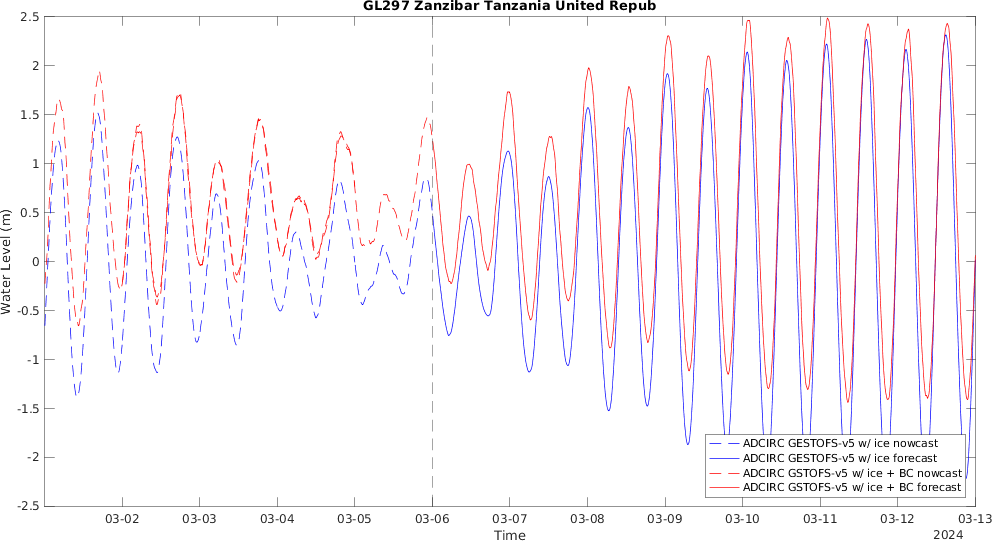 GL297 Zanzibar Tanzania United Repub
2.5
2
1.5
1
0.5
0
-0.5
-1
-1.5
-2
-2.5
Water Level (m)
ADCIRC GESTOFS-v5 w/ ice nowcast
ADCIRC GESTOFS-v5 w/ ice forecast
ADCIRC GSTOFS-v5 w/ ice + BC nowcast
ADCIRC GSTOFS-v5 w/ ice + BC forecast
03-02 03-03 03-04 03-05 03-06 03-07 03-08 03-09 03-10 03-11 03-12 03-13
Time
2024